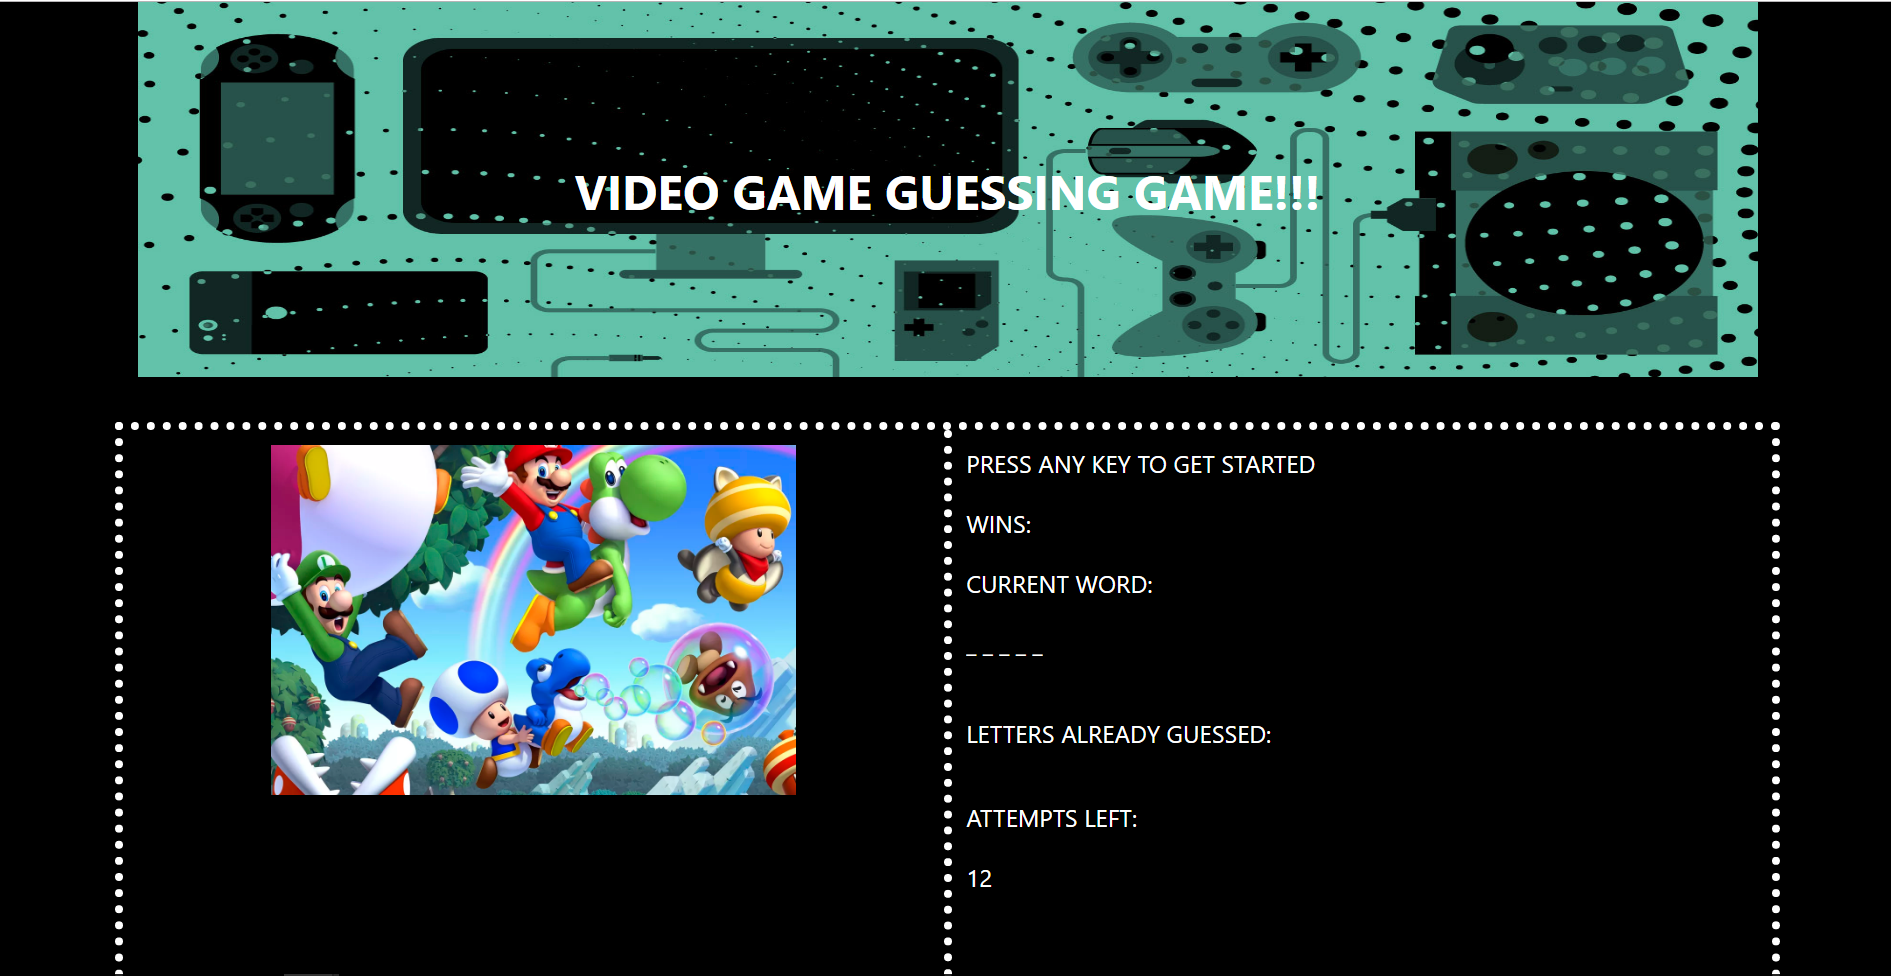 VIDEO GAME GUESSING GAME!!!
PRESS ANY KEY TO GET STARTED
WINS:
CURRENT WORD:
_ _ _ _ _
LETTERS ALREADY GUESSED:
ATTEMPTS LEFT:
12